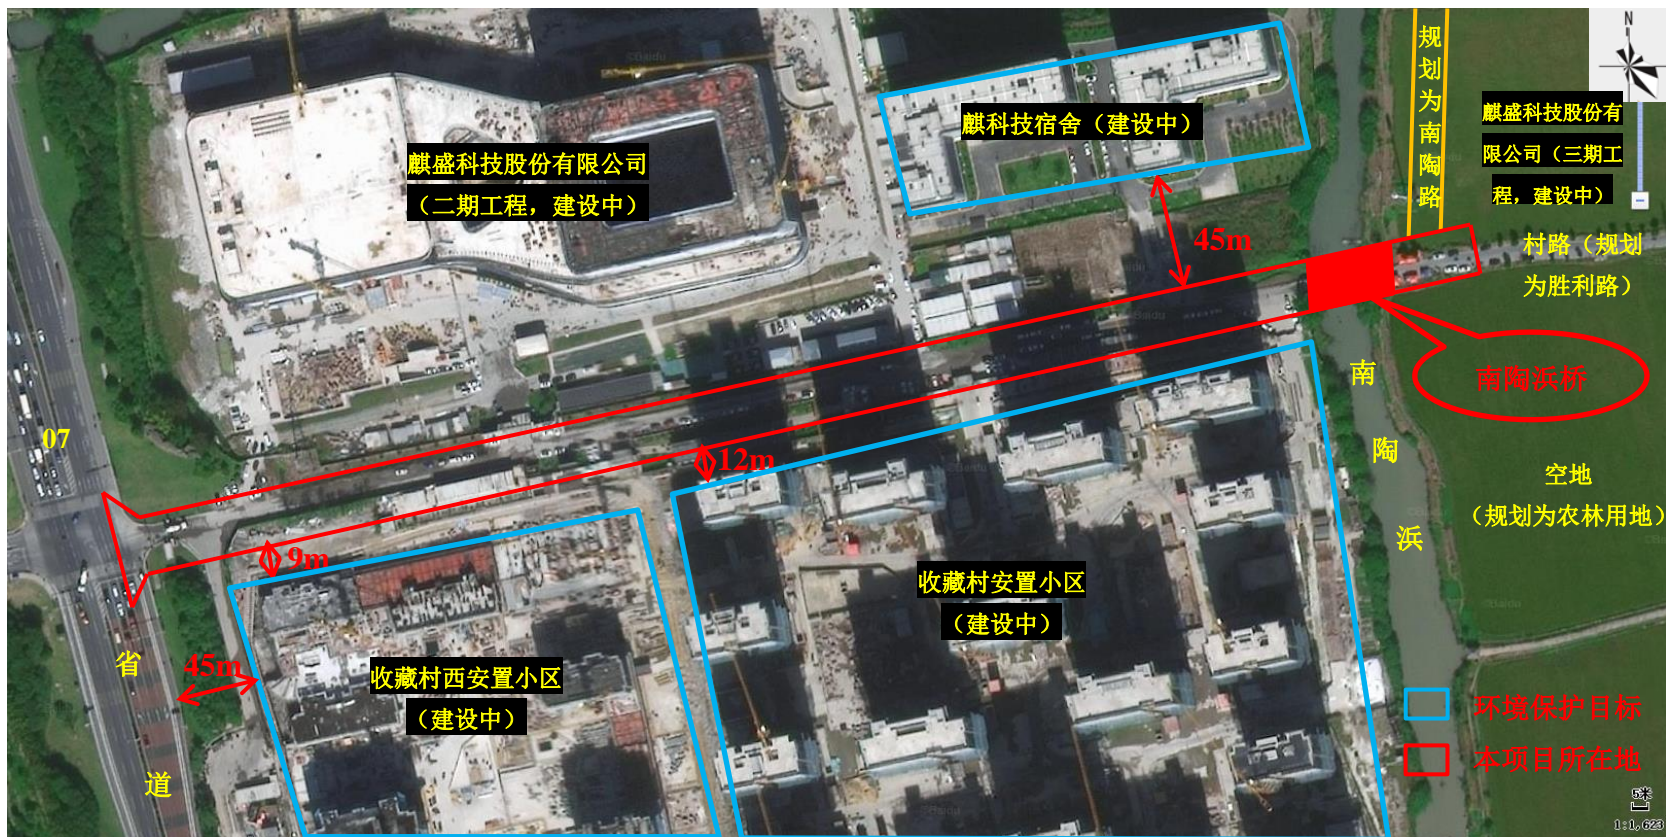 N
规
划
为
南
陶
路
麒盛科技股份有
限公司（三期工
程，建设中）
麒科技宿舍（建设中）
麒盛科技股份有限公司
（二期工程，建设中）
45m
村路（规划
为胜利路）
南陶浜桥
南
陶
浜
空地
（规划为农林用地）
07
省
道
12m
9m
45m
收藏村安置小区
（建设中）
收藏村西安置小区
（建设中）
环境保护目标
本项目所在地
5米
1:1,623
©Baidu
©Baidu
©Baidu
©Baidu